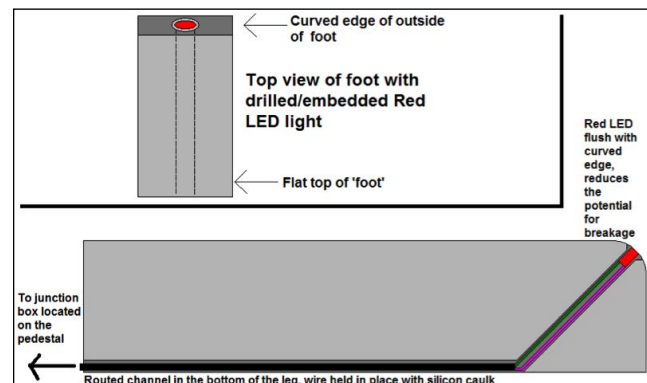 Curved edge of outside
of foot
Top view of foot with
drilled/embedded Red
LED light
Flat top of 'foot'
Red LED
flush with
curved
edge,
reduces
the
potential
for
breakage
To junction
box located
on the
pedestal
Routed channel in the bottom of the leg, wire held in place with silicon caulk